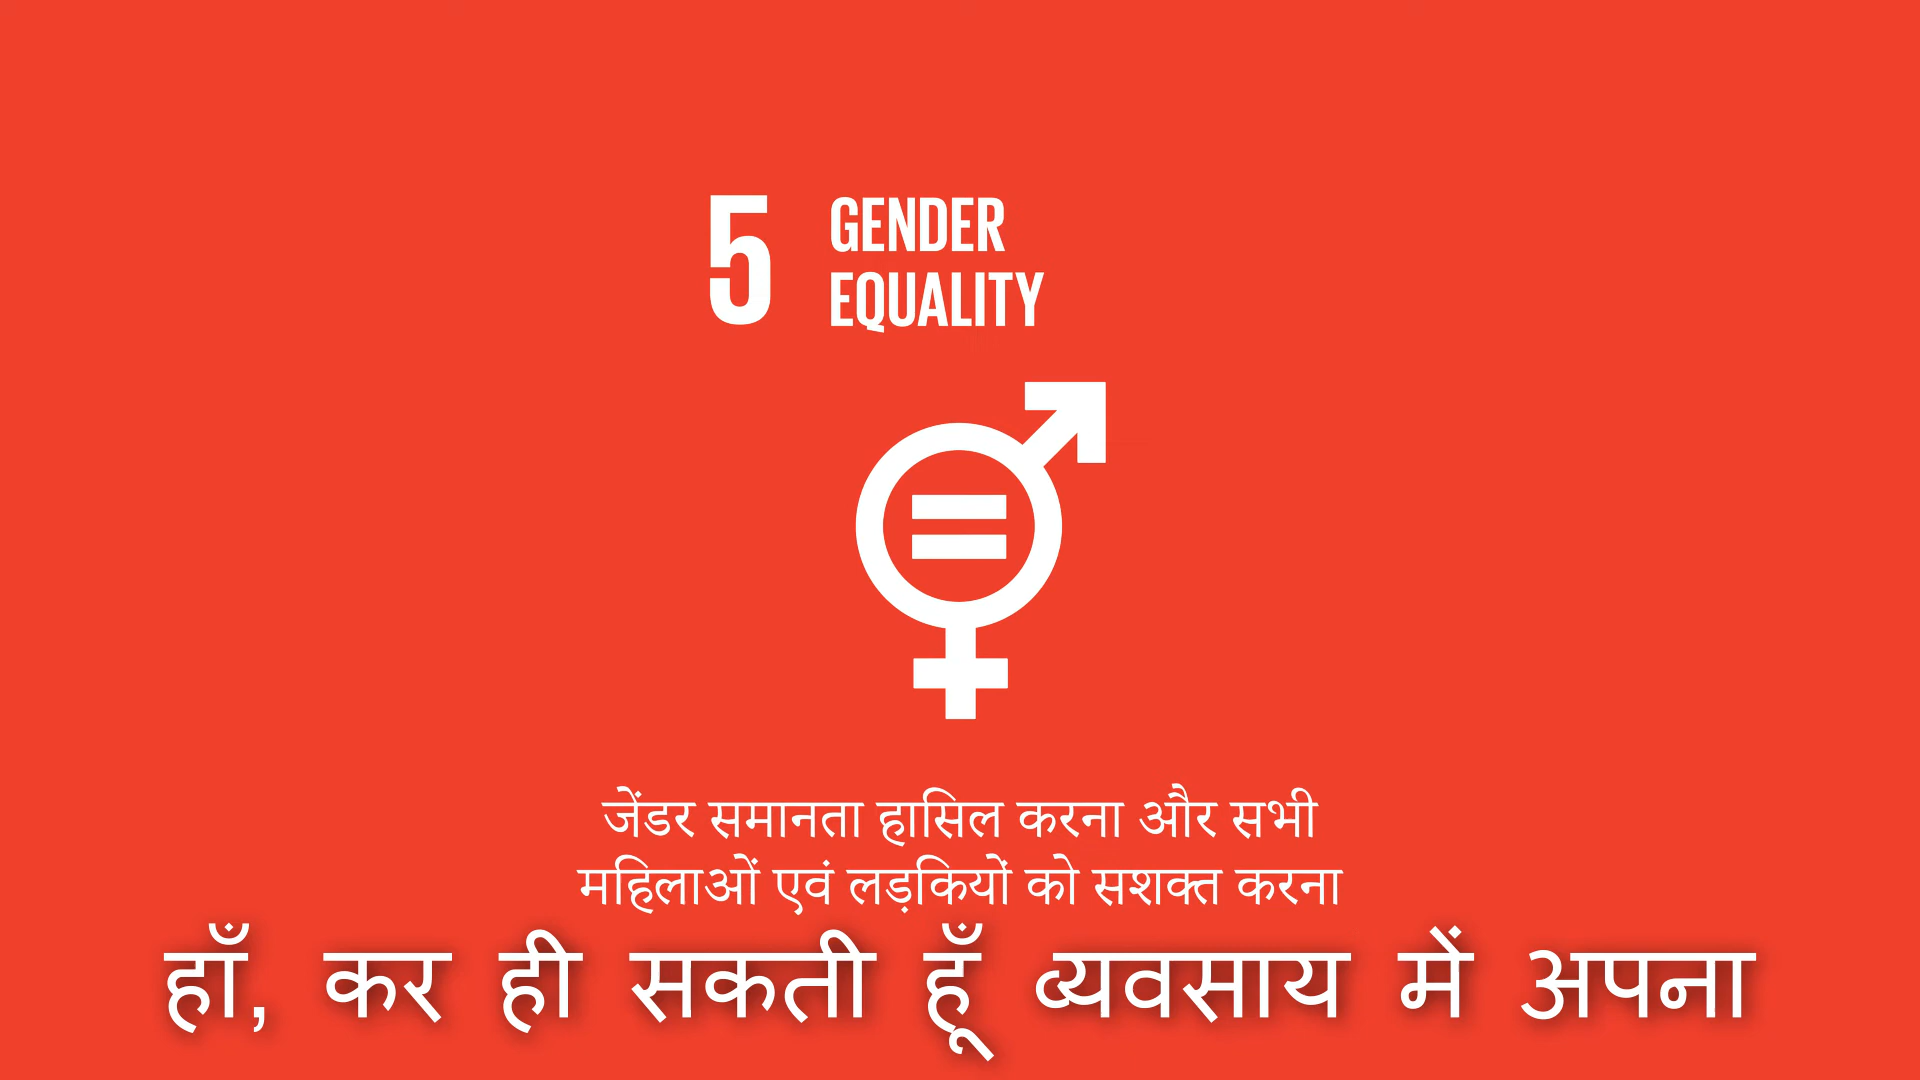 5 GENDER
EQUALITY
जेंडर समानता हासिल करना और सभी
महिलाओं एवं लड़कियों को सशक्त करना
हाँ, कर ही सकती हूँ व्यवसाय में अपना